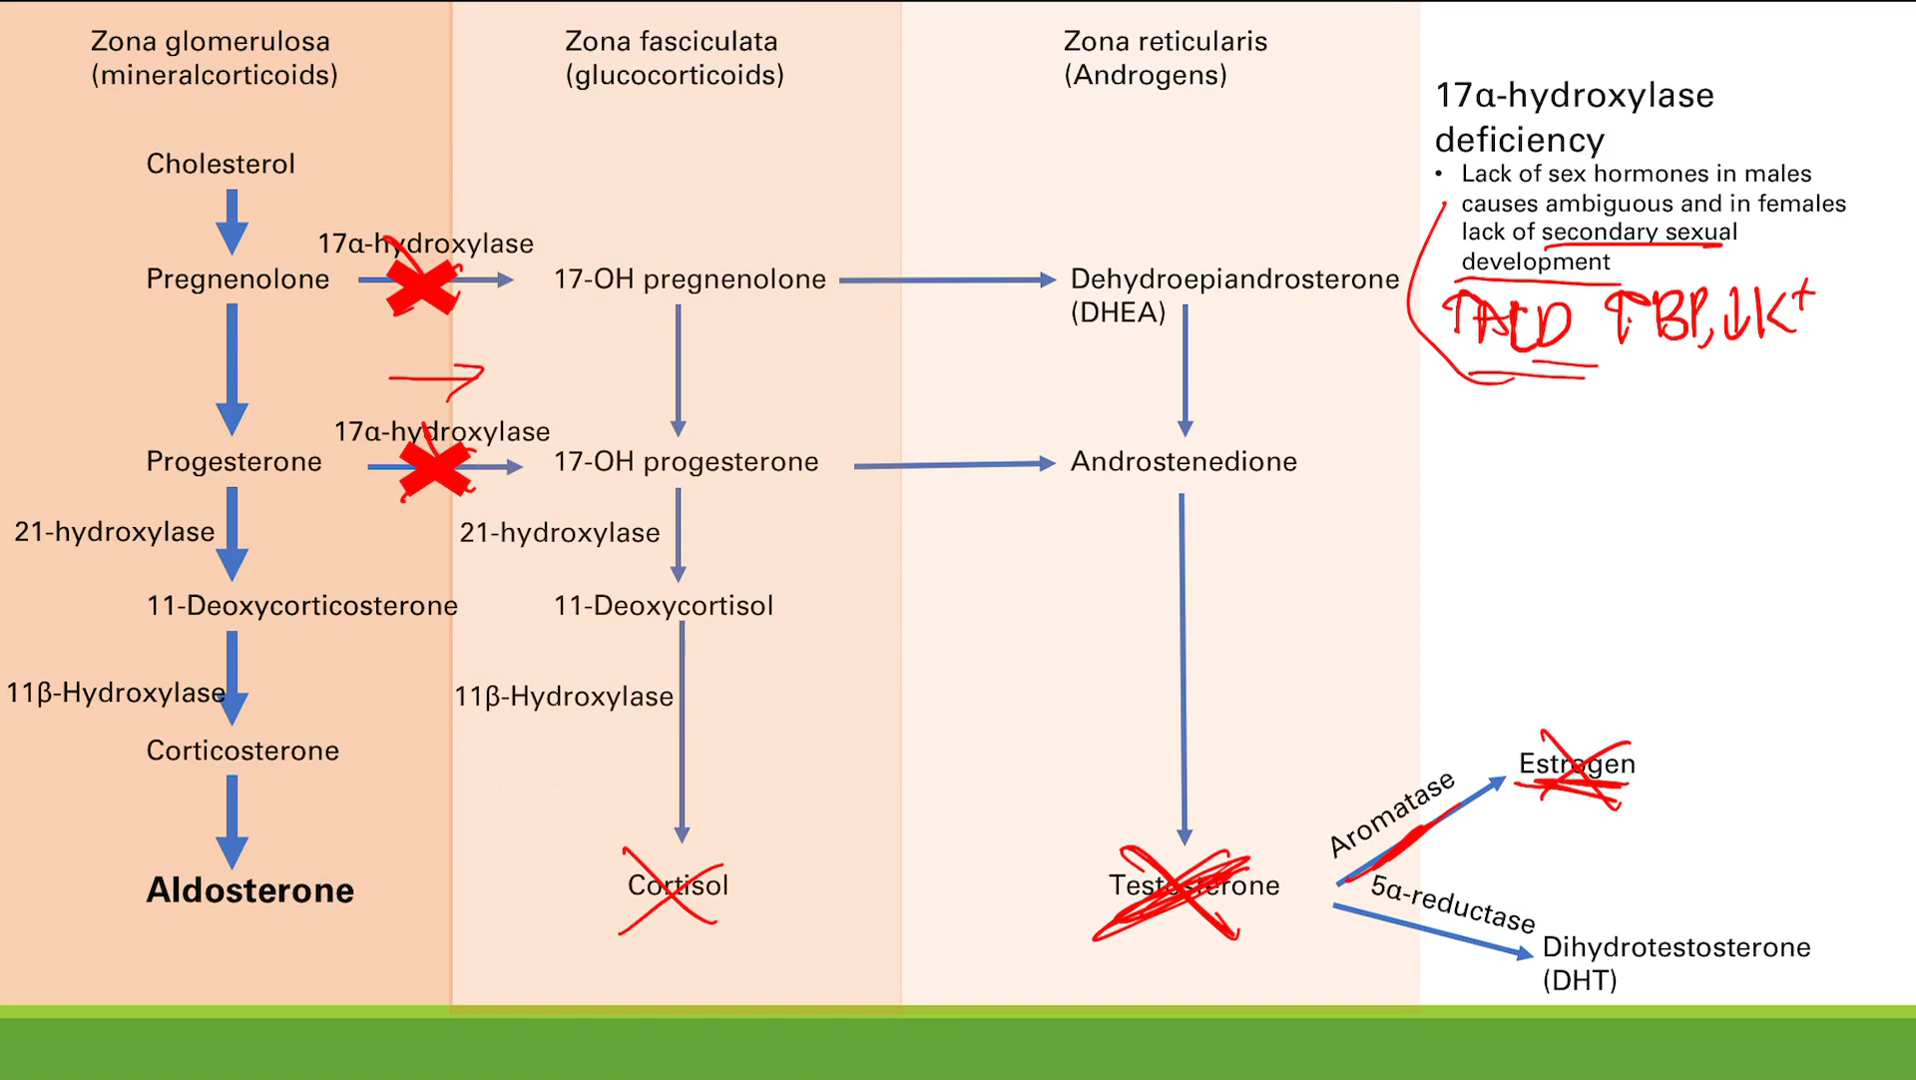 Zona glomerulosa
(mineralcorticoids)
Zona fasciculata
(glucocorticoids)
Zona reticularis
(Androgens)
17α-hydroxylase
deficiency
• Lack of sex hormones in males
causes ambiguous and in females
lack of secondary sexual
development
↑ALD ↑BP, ↓K+
Cholesterol
17α-hydroxylase
Pregnenolone
17-OH pregnenolone
Dehydroepiandrosterone
(DHEA)
17α-hydroxylase
Progesterone
17-OH progesterone
Androstenedione
21-hydroxylase
21-hydroxylase
11-Deoxycorticosterone
11-Deoxycortisol
11β-Hydroxylase
11β-Hydroxylase
Corticosterone
Aldosterone
Cortisol
Testosterone
Aromatase
Estrogen
5α-reductase
Dihydrotestosterone
(DHT)